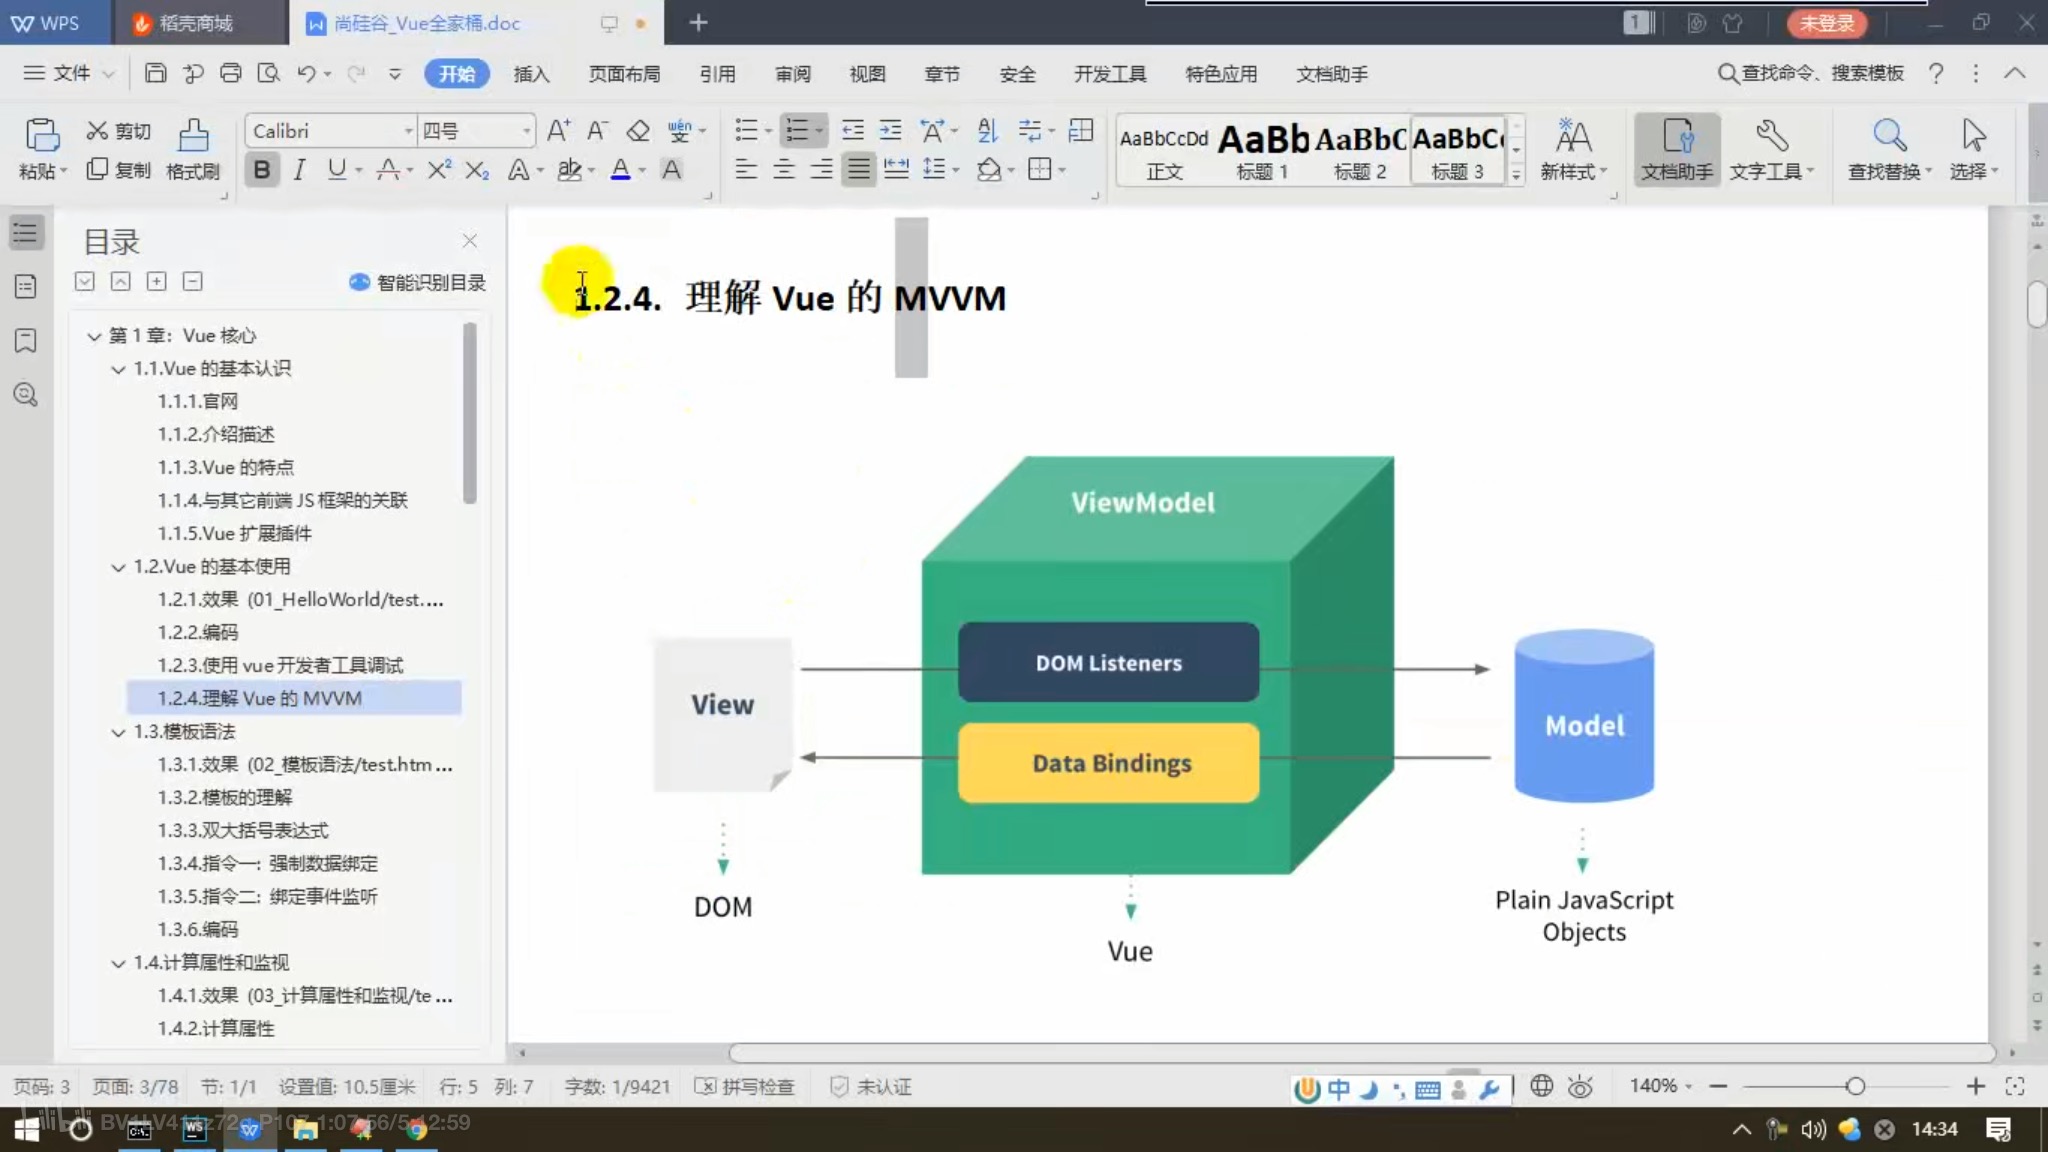 WPS 稻壳商城 尚硅谷_Vue全家桶.doc 1 未登录
文件 开始 插入 页面布局 引用 审阅 视图 章节 安全 开发工具 特色应用 文档助手 查找命令、搜索模板
粘贴 剪切 复制 格式刷 Calibri 四号 AaBbCcDd 正文 AaBb 标题 1 AaBbC 标题 2 AaBbC 标题 3 新样式 文档助手 文字工具 查找替换 选择
目录
智能识别目录
第 1 章：Vue 核心
1.1.Vue 的基本认识
1.1.1.官网
1.1.2.介绍描述
1.1.3.Vue 的特点
1.1.4.与其它前端 JS 框架的关联
1.1.5.Vue 扩展插件
1.2.Vue 的基本使用
1.2.1.效果 (01_HelloWorld/test....
1.2.2.编码
1.2.3.使用 vue 开发者工具调试
1.2.4.理解 Vue 的 MVVM
1.3.模板语法
1.3.1.效果 (02_模板语法/test.htm ...
1.3.2.模板的理解
1.3.3.双大括号表达式
1.3.4.指令一: 强制数据绑定
1.3.5.指令二: 绑定事件监听
1.3.6.编码
1.4.计算属性和监视
1.4.1.效果 (03_计算属性和监视/te ...
1.4.2.计算属性
1.2.4. 理解 Vue 的 MVVM
ViewModel
DOM Listeners
View
Model
Data Bindings
DOM
Plain JavaScript
Objects
Vue
页码: 3 页面: 3/78 节: 1/1 设置值: 10.5厘米 行: 5 列: 7 字数: 1/9421 拼写检查 未认证 中 140%
14:34